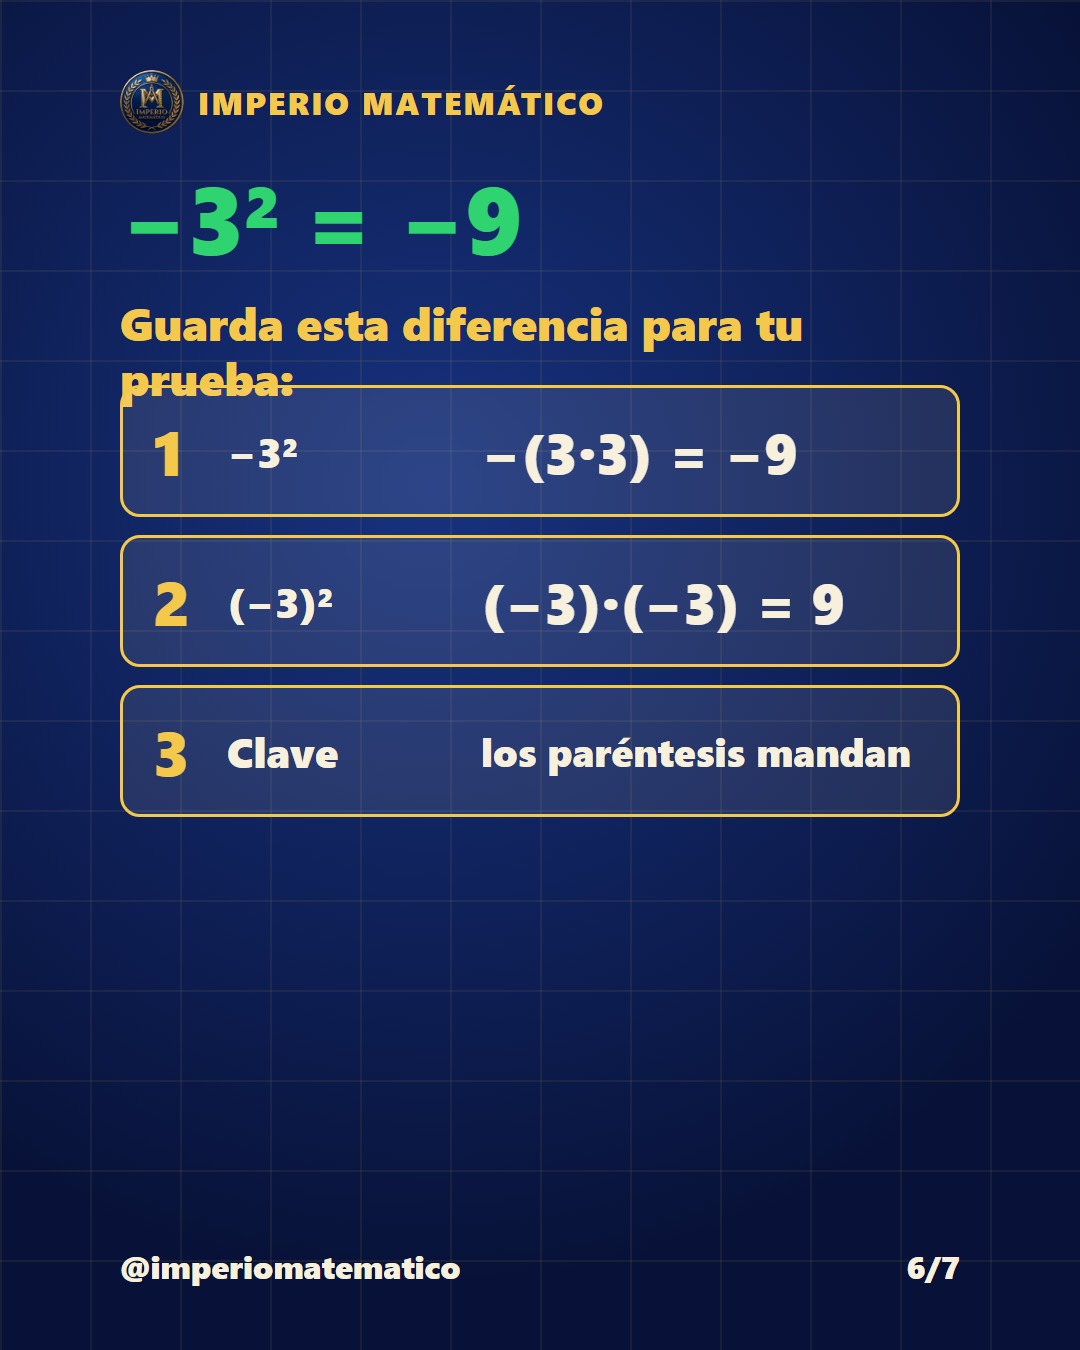 IMPERIO MATEMÁTICO
−3² = −9
Guarda esta diferencia para tu
prueba:
1 −3² −(3·3) = −9
2 (−3)² (−3)·(−3) = 9
3 Clave los paréntesis mandan
@imperiomatematico 6/7